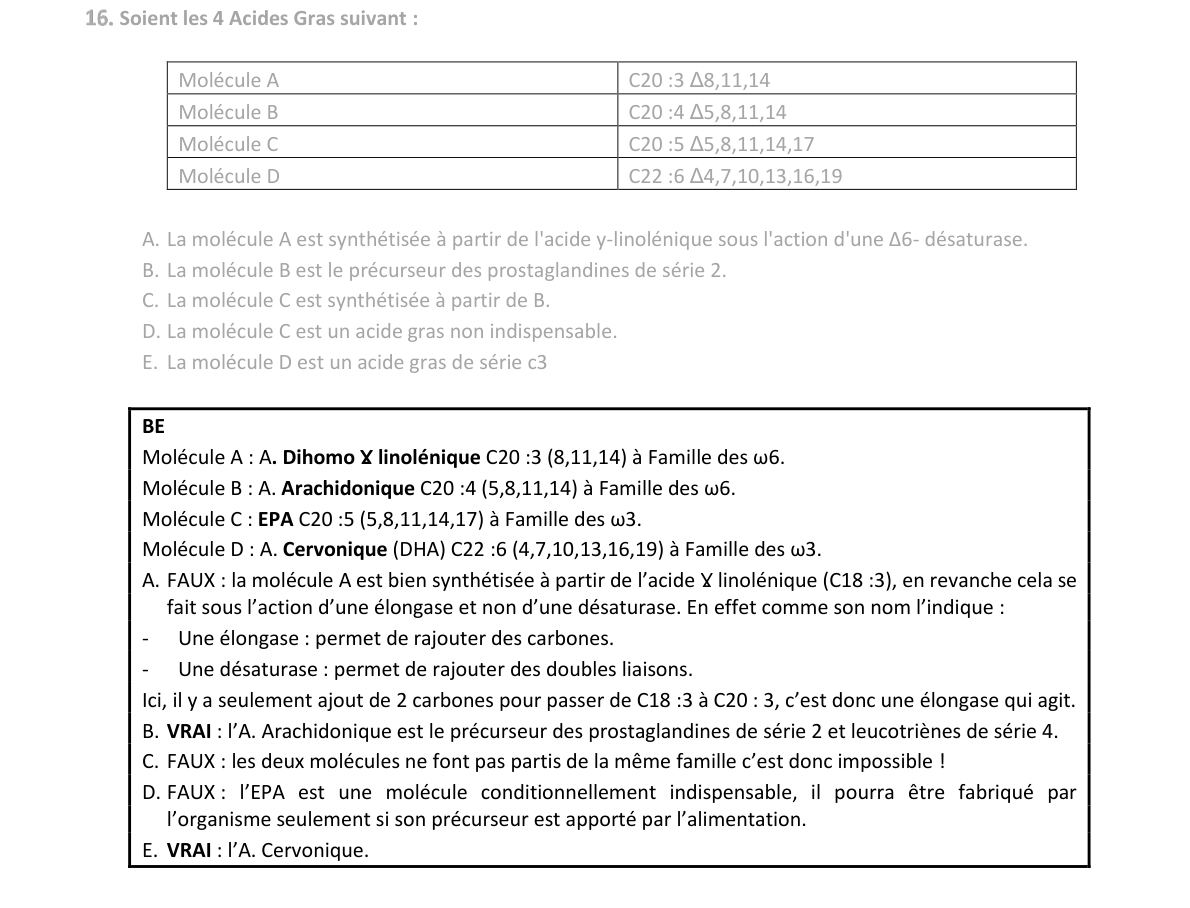 16. Soient les 4 Acides Gras suivant :
Molécule A C20 :3 Δ8,11,14
Molécule B C20 :4 Δ5,8,11,14
Molécule C C20 :5 Δ5,8,11,14,17
Molécule D C22 :6 Δ4,7,10,13,16,19
A. La molécule A est synthétisée à partir de l'acide y-linolénique sous l'action d'une Δ6- désaturase.
B. La molécule B est le précurseur des prostaglandines de série 2.
C. La molécule C est synthétisée à partir de B.
D. La molécule C est un acide gras non indispensable.
E. La molécule D est un acide gras de série c3
BE
Molécule A : A. Dihomo Ɣ linolénique C20 :3 (8,11,14) à Famille des ω6.
Molécule B : A. Arachidonique C20 :4 (5,8,11,14) à Famille des ω6.
Molécule C : EPA C20 :5 (5,8,11,14,17) à Famille des ω3.
Molécule D : A. Cervonique (DHA) C22 :6 (4,7,10,13,16,19) à Famille des ω3.
A. FAUX : la molécule A est bien synthétisée à partir de l’acide Ɣ linolénique (C18 :3), en revanche cela se
fait sous l’action d’une élongase et non d’une désaturase. En effet comme son nom l’indique :
- Une élongase : permet de rajouter des carbones.
- Une désaturase : permet de rajouter des doubles liaisons.
Ici, il y a seulement ajout de 2 carbones pour passer de C18 :3 à C20 : 3, c’est donc une élongase qui agit.
B. VRAI : l’A. Arachidonique est le précurseur des prostaglandines de série 2 et leucotriènes de série 4.
C. FAUX : les deux molécules ne font pas partis de la même famille c’est donc impossible !
D. FAUX : l’EPA est une molécule conditionnellement indispensable, il pourra être fabriqué par
l’organisme seulement si son précurseur est apporté par l’alimentation.
E. VRAI : l’A. Cervonique.